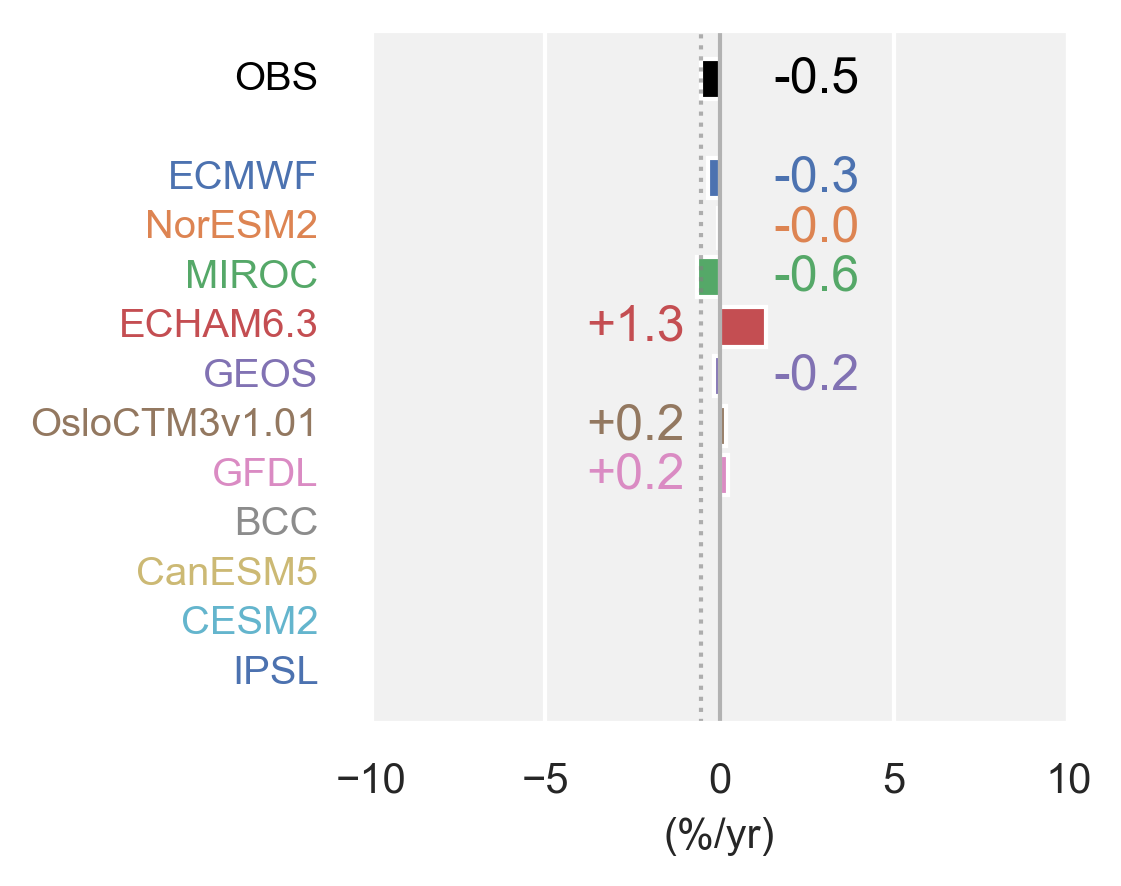 OBS -0.5
ECMWF -0.3
NorESM2 -0.0
MIROC -0.6
ECHAM6.3 +1.3
GEOS -0.2
OsloCTM3v1.01 +0.2
GFDL +0.2
BCC
CanESM5
CESM2
IPSL
−10 −5 0 5 10
(%/yr)